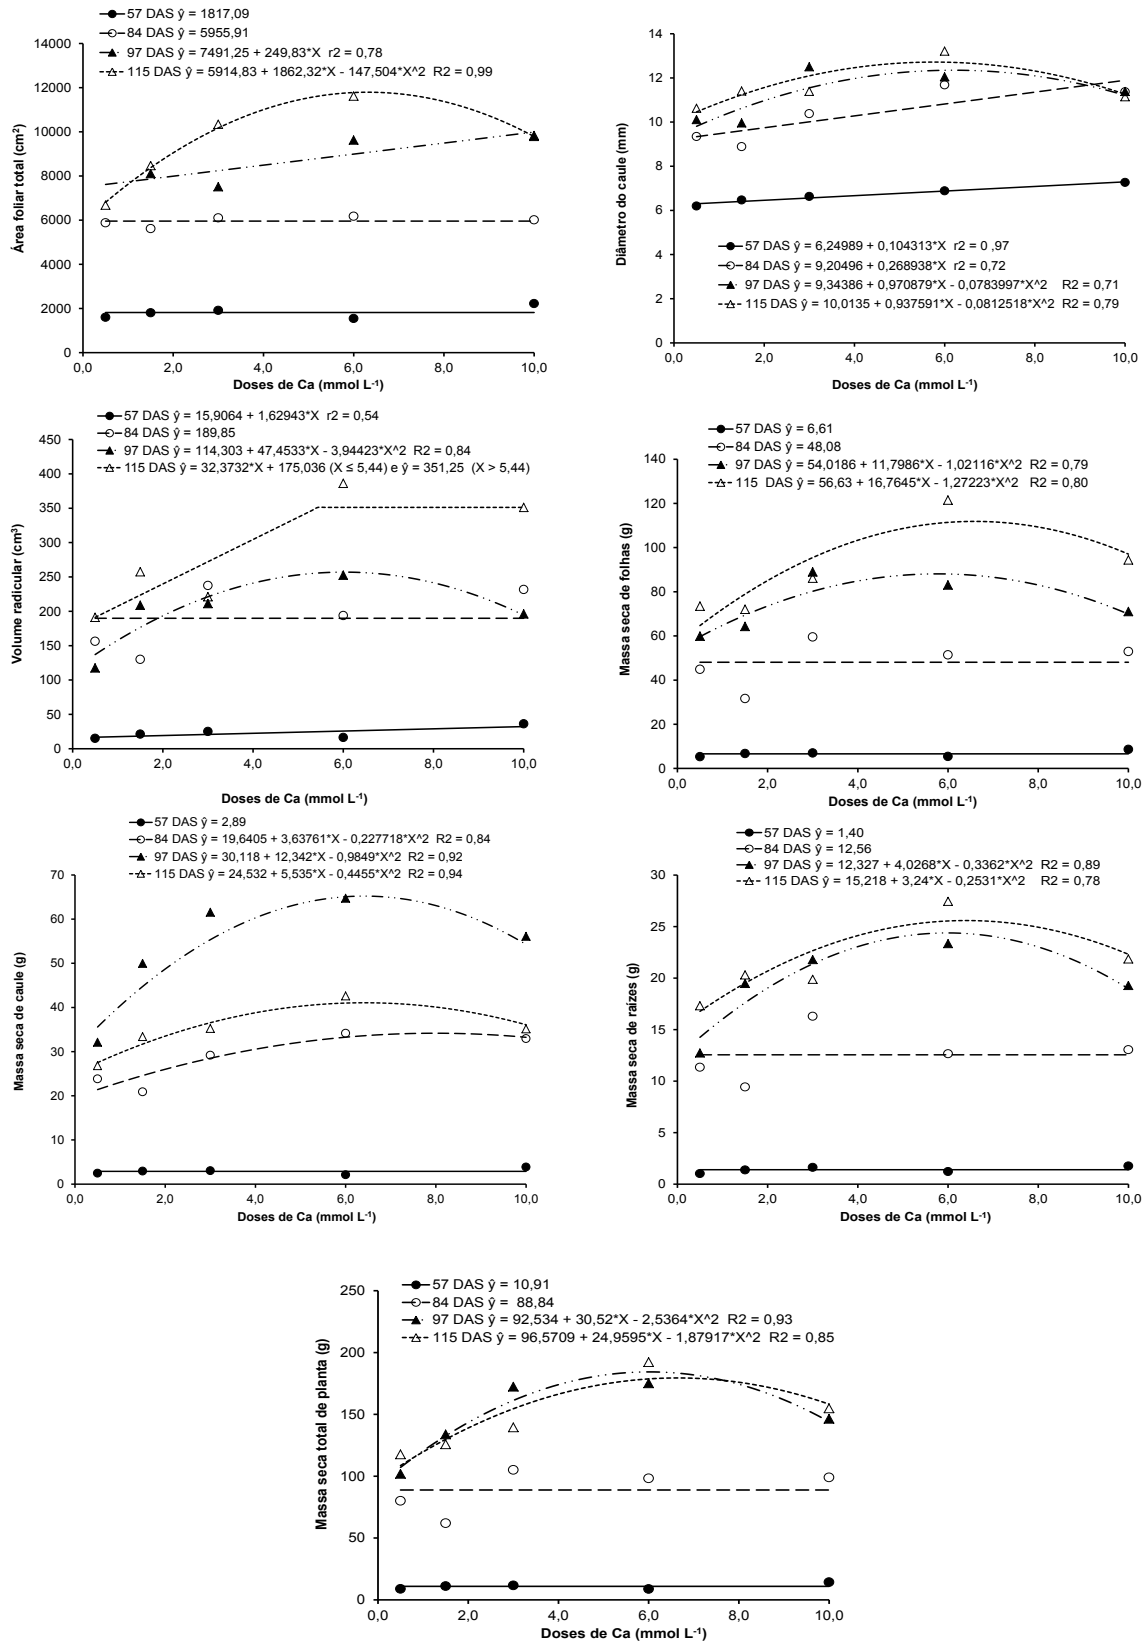 57 DAS ŷ = 1817,09
84 DAS ŷ = 5955,91
97 DAS ŷ = 7491,25 + 249,83*X r2 = 0,78
115 DAS ŷ = 5914,83 + 1862,32*X - 147,504*X^2 R2 = 0,99
14000
12000
10000
8000
6000
4000
2000
0
Área foliar total (cm2)
0,0 2,0 4,0 6,0 8,0 10,0
Doses de Ca (mmol L-1)
14
12
10
8
6
4
2
0
Diâmetro do caule (mm)
57 DAS ŷ = 6,24989 + 0,104313*X r2 = 0 ,97
84 DAS ŷ = 9,20496 + 0,268938*X r2 = 0,72
97 DAS ŷ = 9,34386 + 0,970879*X - 0,0783997*X^2 R2 = 0,71
115 DAS ŷ = 10,0135 + 0,937591*X - 0,0812518*X^2 R2 = 0,79
0,0 2,0 4,0 6,0 8,0 10,0
Doses de Ca (mmol L-1)
57 DAS ŷ = 15,9064 + 1,62943*X r2 = 0,54
84 DAS ŷ = 189,85
97 DAS ŷ = 114,303 + 47,4533*X - 3,94423*X^2 R2 = 0,84
115 DAS ŷ = 32,3732*X + 175,036 (X ≤ 5,44) e ŷ = 351,25 (X > 5,44)
450
400
350
300
250
200
150
100
50
0
Volume radicular (cm3)
0,0 2,0 4,0 6,0 8,0 10,0
Doses de Ca (mmol L-1)
57 DAS ŷ = 6,61
84 DAS ŷ = 48,08
97 DAS ŷ = 54,0186 + 11,7986*X - 1,02116*X^2 R2 = 0,79
115 DAS ŷ = 56,63 + 16,7645*X - 1,27223*X^2 R2 = 0,80
140
120
100
80
60
40
20
0
Massa seca de folhas (g)
0,0 2,0 4,0 6,0 8,0 10,0
Doses de Ca (mmol L-1)
57 DAS ŷ = 2,89
84 DAS ŷ = 19,6405 + 3,63761*X - 0,227718*X^2 R2 = 0,84
97 DAS ŷ = 30,118 + 12,342*X - 0,9849*X^2 R2 = 0,92
115 DAS ŷ = 24,532 + 5,535*X - 0,4455*X^2 R2 = 0,94
70
60
50
40
30
20
10
0
Massa seca de caule (g)
0,0 2,0 4,0 6,0 8,0 10,0
Doses de Ca (mmol L-1)
57 DAS ŷ = 1,40
84 DAS ŷ = 12,56
97 DAS ŷ = 12,327 + 4,0268*X - 0,3362*X^2 R2 = 0,89
115 DAS ŷ = 15,218 + 3,24*X - 0,2531*X^2 R2 = 0,78
30
25
20
15
10
5
0
Massa seca de raízes (g)
0,0 2,0 4,0 6,0 8,0 10,0
Doses de Ca (mmol L-1)
57 DAS ŷ = 10,91
84 DAS ŷ = 88,84
97 DAS ŷ = 92,534 + 30,52*X - 2,5364*X^2 R2 = 0,93
115 DAS ŷ = 96,5709 + 24,9595*X - 1,87917*X^2 R2 = 0,85
250
200
150
100
50
0
Massa seca total de planta (g)
0,0 2,0 4,0 6,0 8,0 10,0
Doses de Ca (mmol L-1)